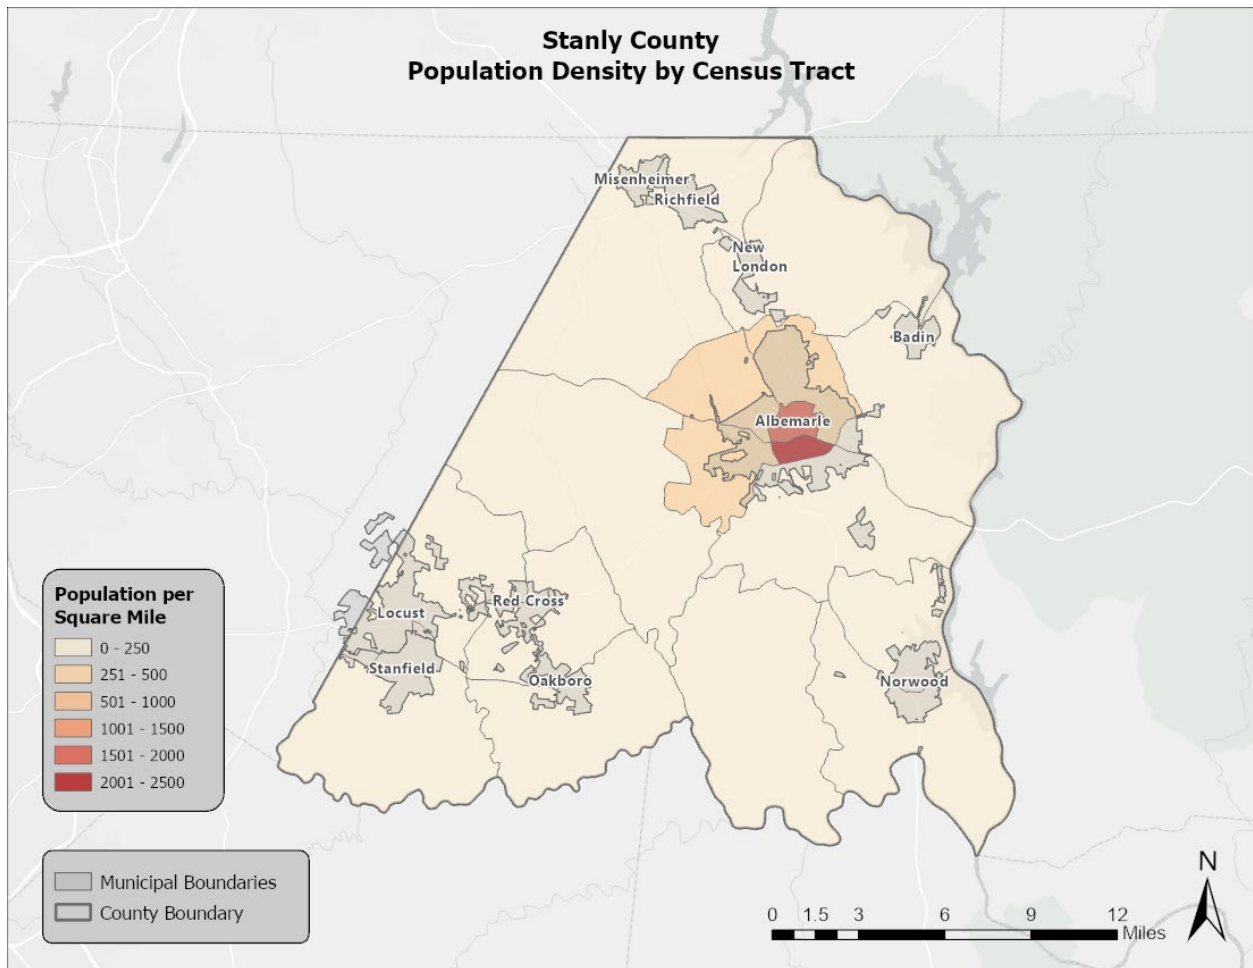 Stanly County
Population Density by Census Tract
Misenheimer
Richfield
New
London
Badin
Albemarle
Red Cross
Locust
Stanfield
Oakboro
Norwood
Population per
Square Mile
0 - 250
251 - 500
501 - 1000
1001 - 1500
1501 - 2000
2001 - 2500
Municipal Boundaries
County Boundary
N
0 1.5 3 6 9 12
Miles